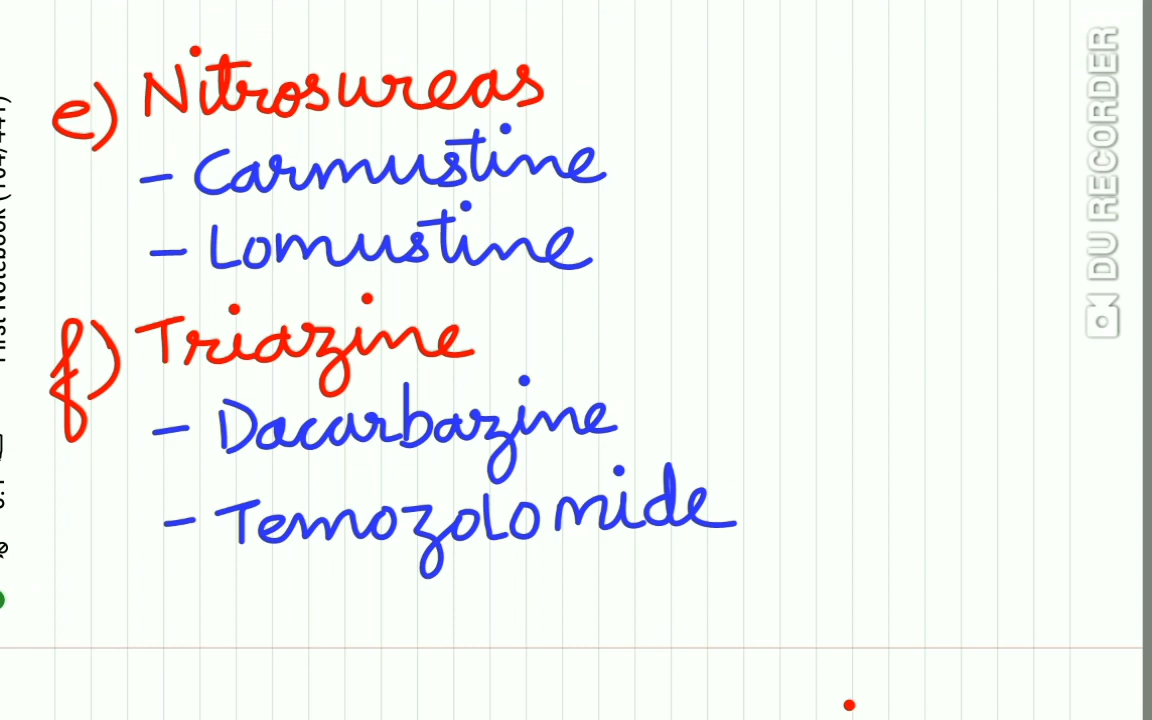 e) Nitrosureas
- Carmustine
- Lomustine
f) Triazine
- Dacarbazine
- Temozolomide
DU RECORDER